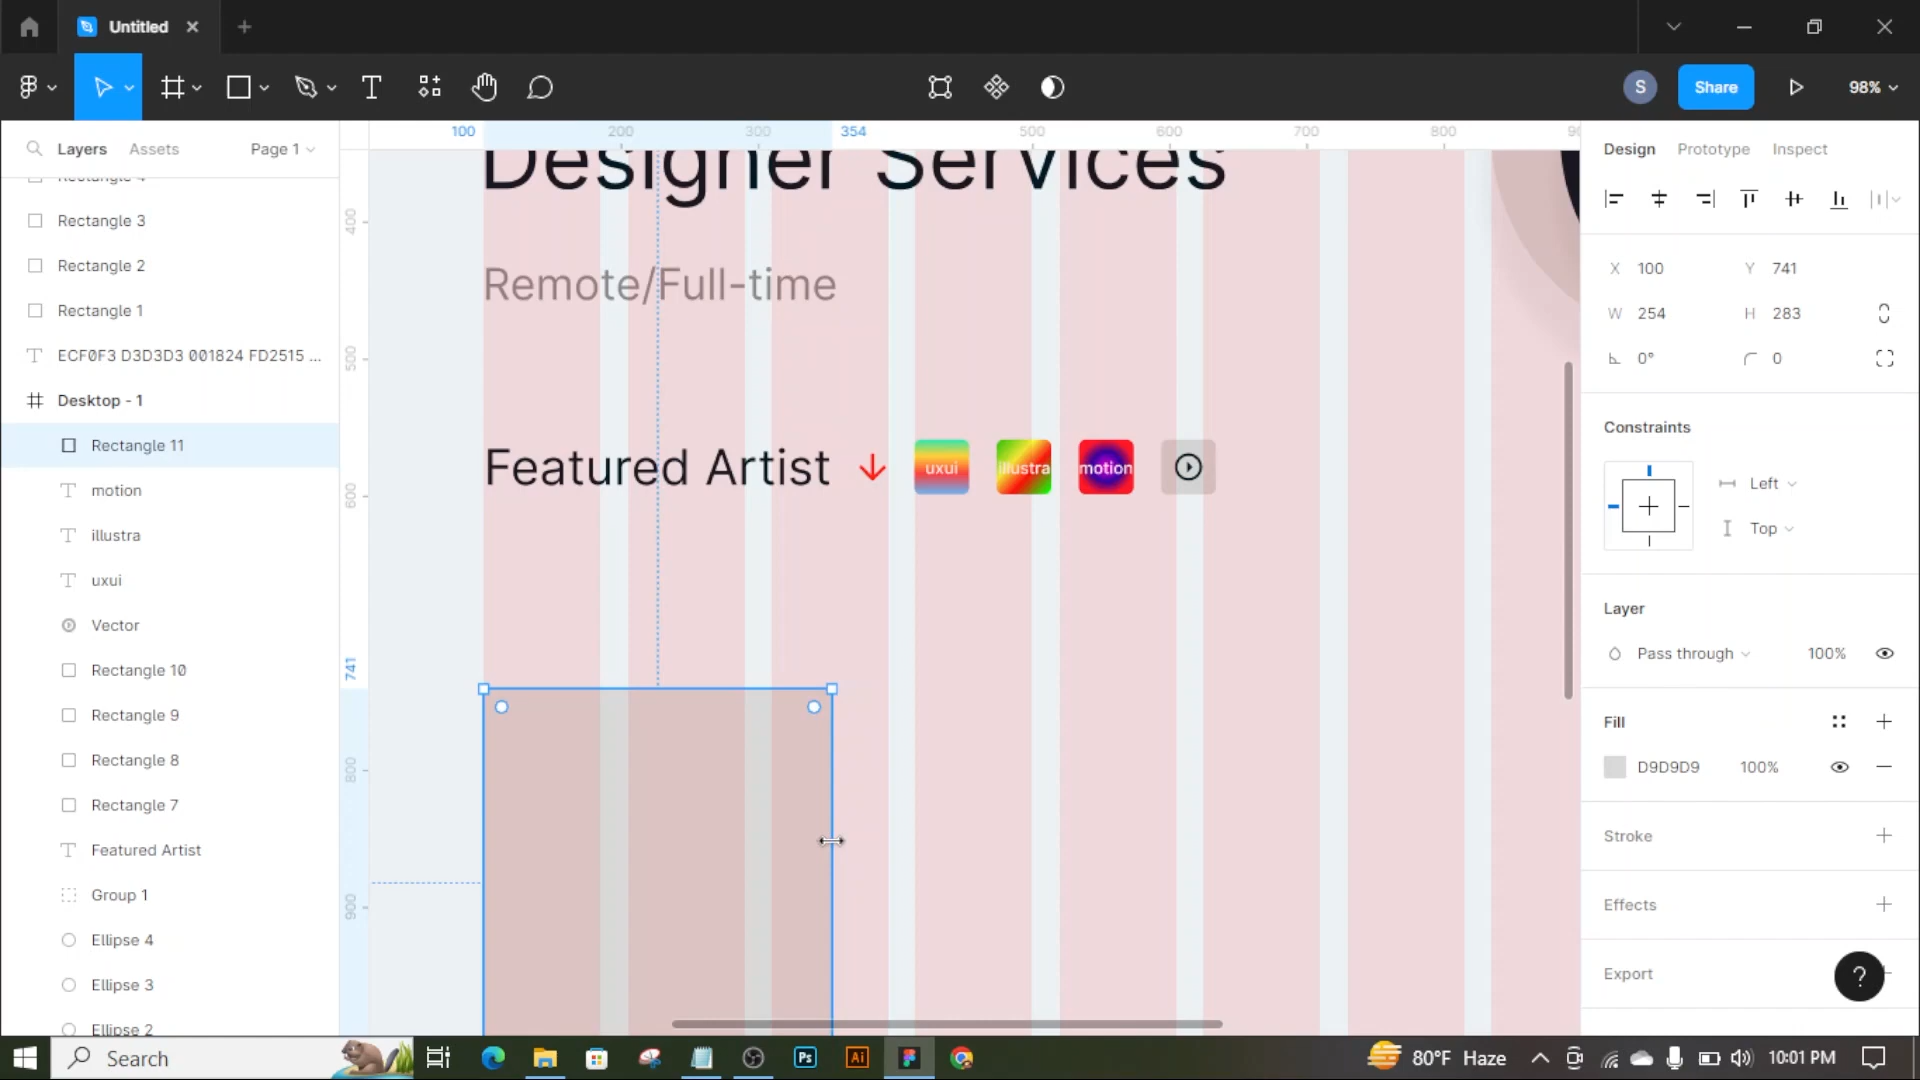 Untitled
S
Share
98%
Layers
Assets
Page 1
Design
Prototype
Inspect
Rectangle 4
Rectangle 3
Rectangle 2
Rectangle 1
ECF0F3 D3D3D3 001824 FD2515 ...
Desktop - 1
Rectangle 11
motion
illustra
uxui
Vector
Rectangle 10
Rectangle 9
Rectangle 8
Rectangle 7
Featured Artist
Group 1
Ellipse 4
Ellipse 3
Ellipse 2
100
200
300
354
500
600
700
800
400
500
600
741
800
900
Designer Services
Remote/Full-time
Featured Artist
uxui
illustra
motion
X 100
Y 741
W 254
H 283
0°
0
Constraints
Left
Top
Layer
Pass through
100%
Fill
D9D9D9
100%
Stroke
Effects
Export
?
Search
Ps
Ai
80°F Haze
10:01 PM